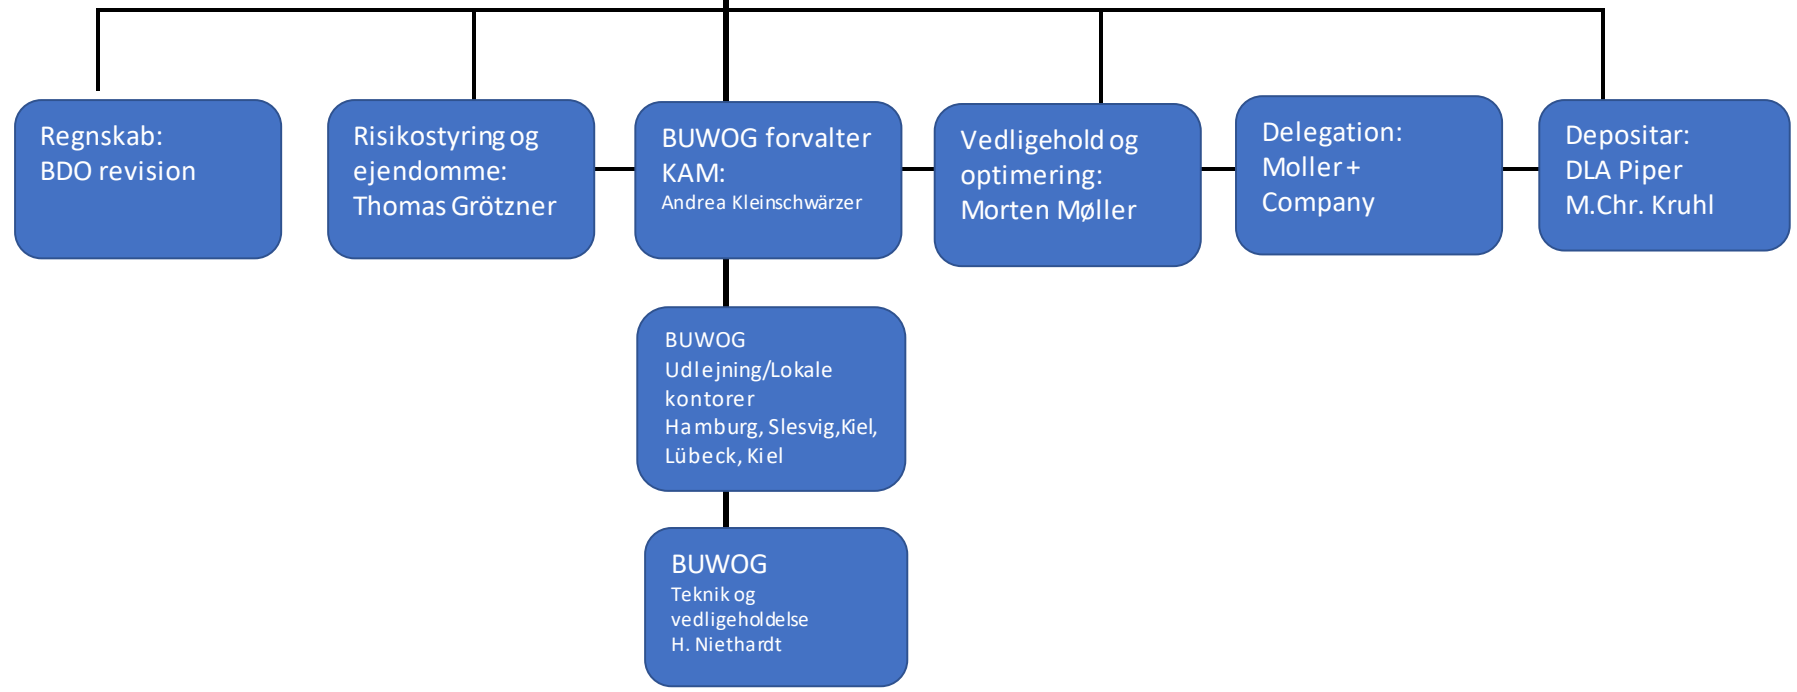 Regnskab:
BDO revision
Risikostyring og
ejendomme:
Thomas Grötzner
BUWOG forvalter
KAM:
Andrea Kleinschwärzer
Vedligehold og
optimering:
Morten Møller
Delegation:
Moller +
Company
Depositar:
DLA Piper
M.Chr. Kruhl
BUWOG
Udlejning/Lokale
kontorer
Hamburg, Slesvig,Kiel,
Lübeck, Kiel
BUWOG
Teknik og
vedligeholdelse
H. Niethardt